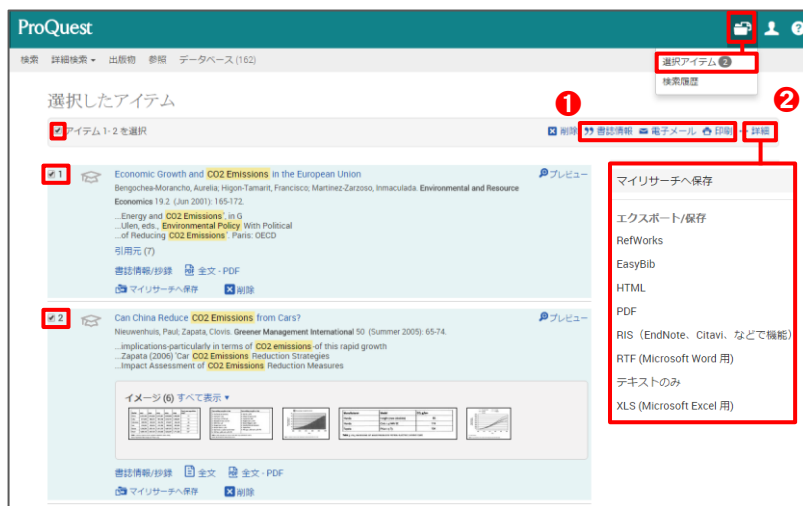 ProQuest
検索 詳細検索 出版物 参照 データベース (162)
選択アイテム 2
検索履歴
選択したアイテム
1 2
アイテム 1-2 を選択
削除 書誌情報 電子メール 印刷 ... 詳細
1 Economic Growth and CO2 Emissions in the European Union プレビュー
Bengochea-Morancho, Aurelia; Higon-Tamarit, Francisco; Martinez-Zarzoso, Inmaculada. Environmental and Resource
Economics 19.2 (Jun 2001): 165-172.
...Energy and CO2 Emissions', in G
...Ulen, eds., Environmental Policy With Political
...of Reducing CO2 Emissions'. Paris: OECD
引用元 (7)
書誌情報/抄録 全文 - PDF
マイリサーチへ保存 削除
2 Can China Reduce CO2 Emissions from Cars? プレビュー
Nieuwenhuis, Paul; Zapata, Clovis. Greener Management International 50 (Summer 2005): 65-74.
...implications-particularly in terms of CO2 emissions-of this rapid growth
...Zapata (2006) 'Car CO2 Emissions Reduction Strategies
...Impact Assessment of CO2 Emissions Reduction Measures
イメージ (6) すべて表示
書誌情報/抄録 全文 全文 - PDF
マイリサーチへ保存 削除
マイリサーチへ保存
エクスポート/保存
RefWorks
EasyBib
HTML
PDF
RIS（EndNote、Citavi、などで機能）
RTF (Microsoft Word 用)
テキストのみ
XLS (Microsoft Excel 用)